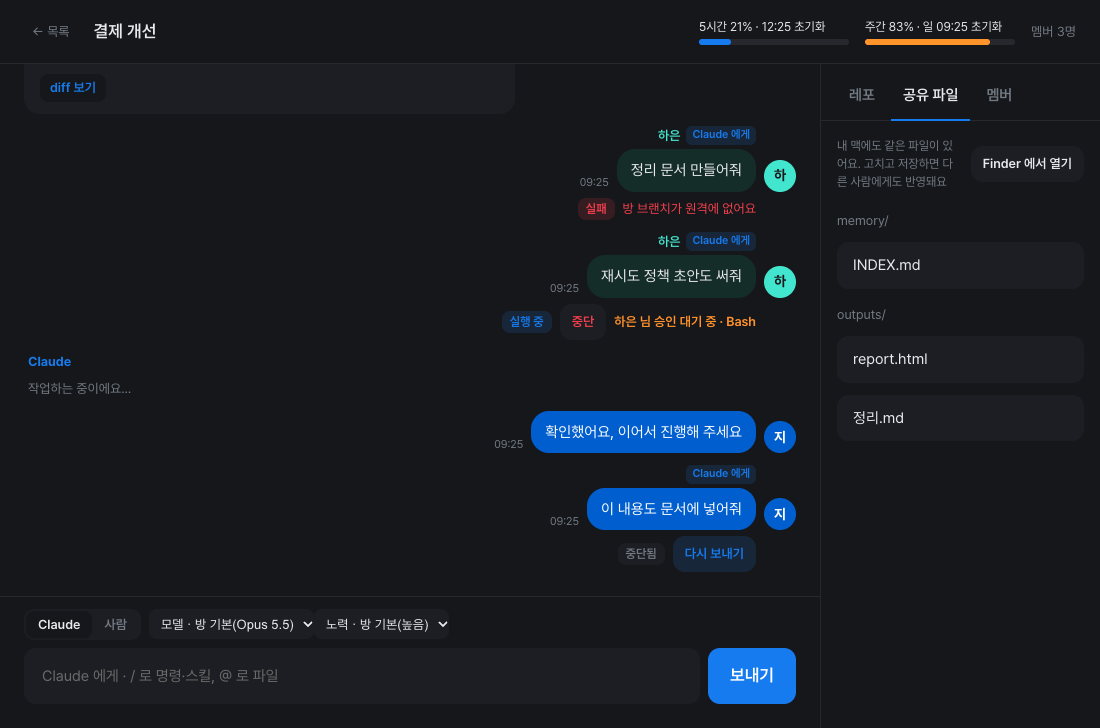 ← 목록
결제 개선
5시간 21% · 12:25 초기화
주간 83% · 일 09:25 초기화
멤버 3명
diff 보기
하은 Claude 에게
정리 문서 만들어줘
하
09:25
실패 방 브랜치가 원격에 없어요
하은 Claude 에게
재시도 정책 초안도 써줘
하
09:25
실행 중 중단 하은 님 승인 대기 중 · Bash
Claude
작업하는 중이에요...
확인했어요, 이어서 진행해 주세요
지
09:25
Claude 에게
이 내용도 문서에 넣어줘
지
09:25
중단됨 다시 보내기
Claude 사람 모델 · 방 기본(Opus 5.5) 노력 · 방 기본(높음)
Claude 에게 · / 로 명령·스킬, @ 로 파일
보내기
레포 공유 파일 멤버
내 맥에도 같은 파일이 있
어요. 고치고 저장하면 다
른 사람에게도 반영돼요
Finder 에서 열기
memory/
INDEX.md
outputs/
report.html
정리.md